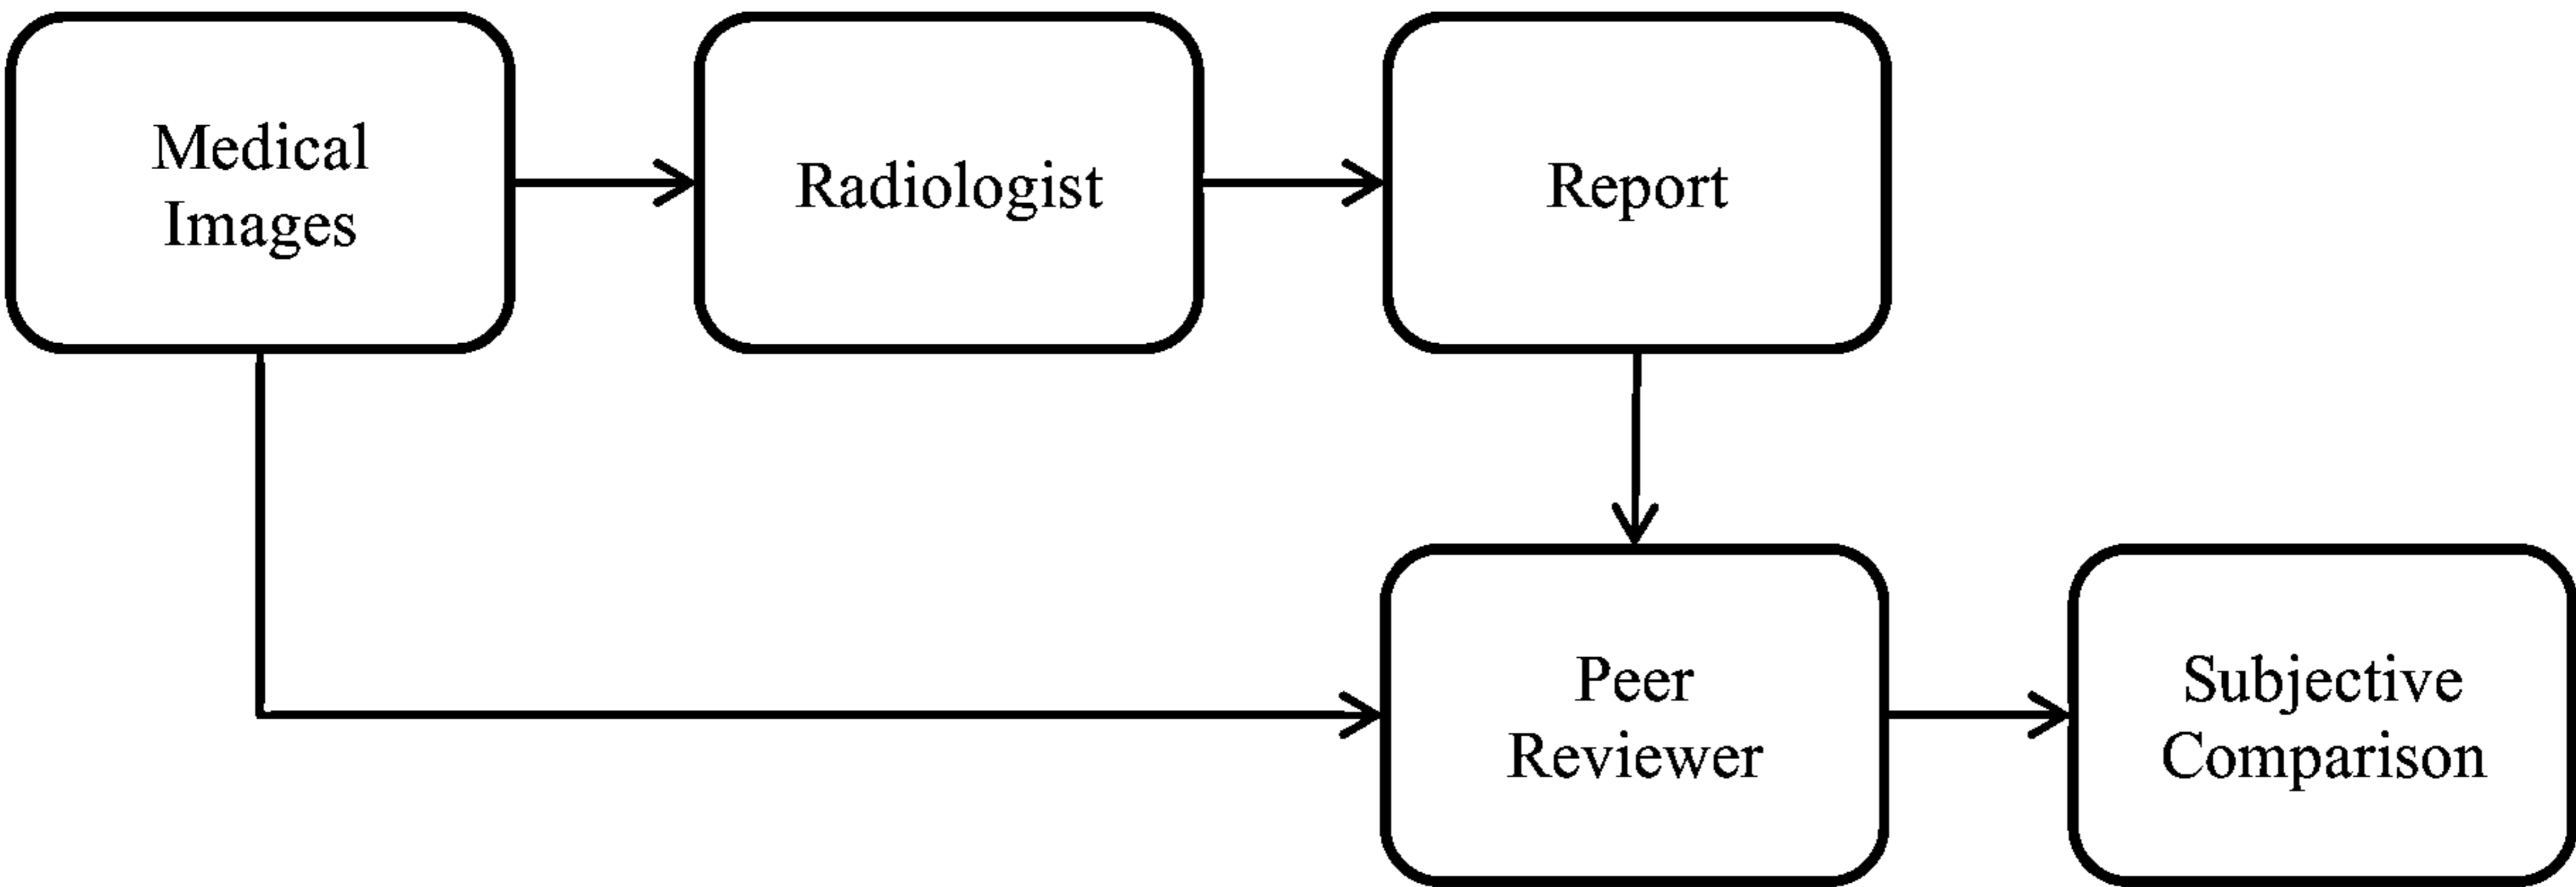 Medical
Images
Radiologist
Report
Peer
Reviewer
Subjective
Comparison